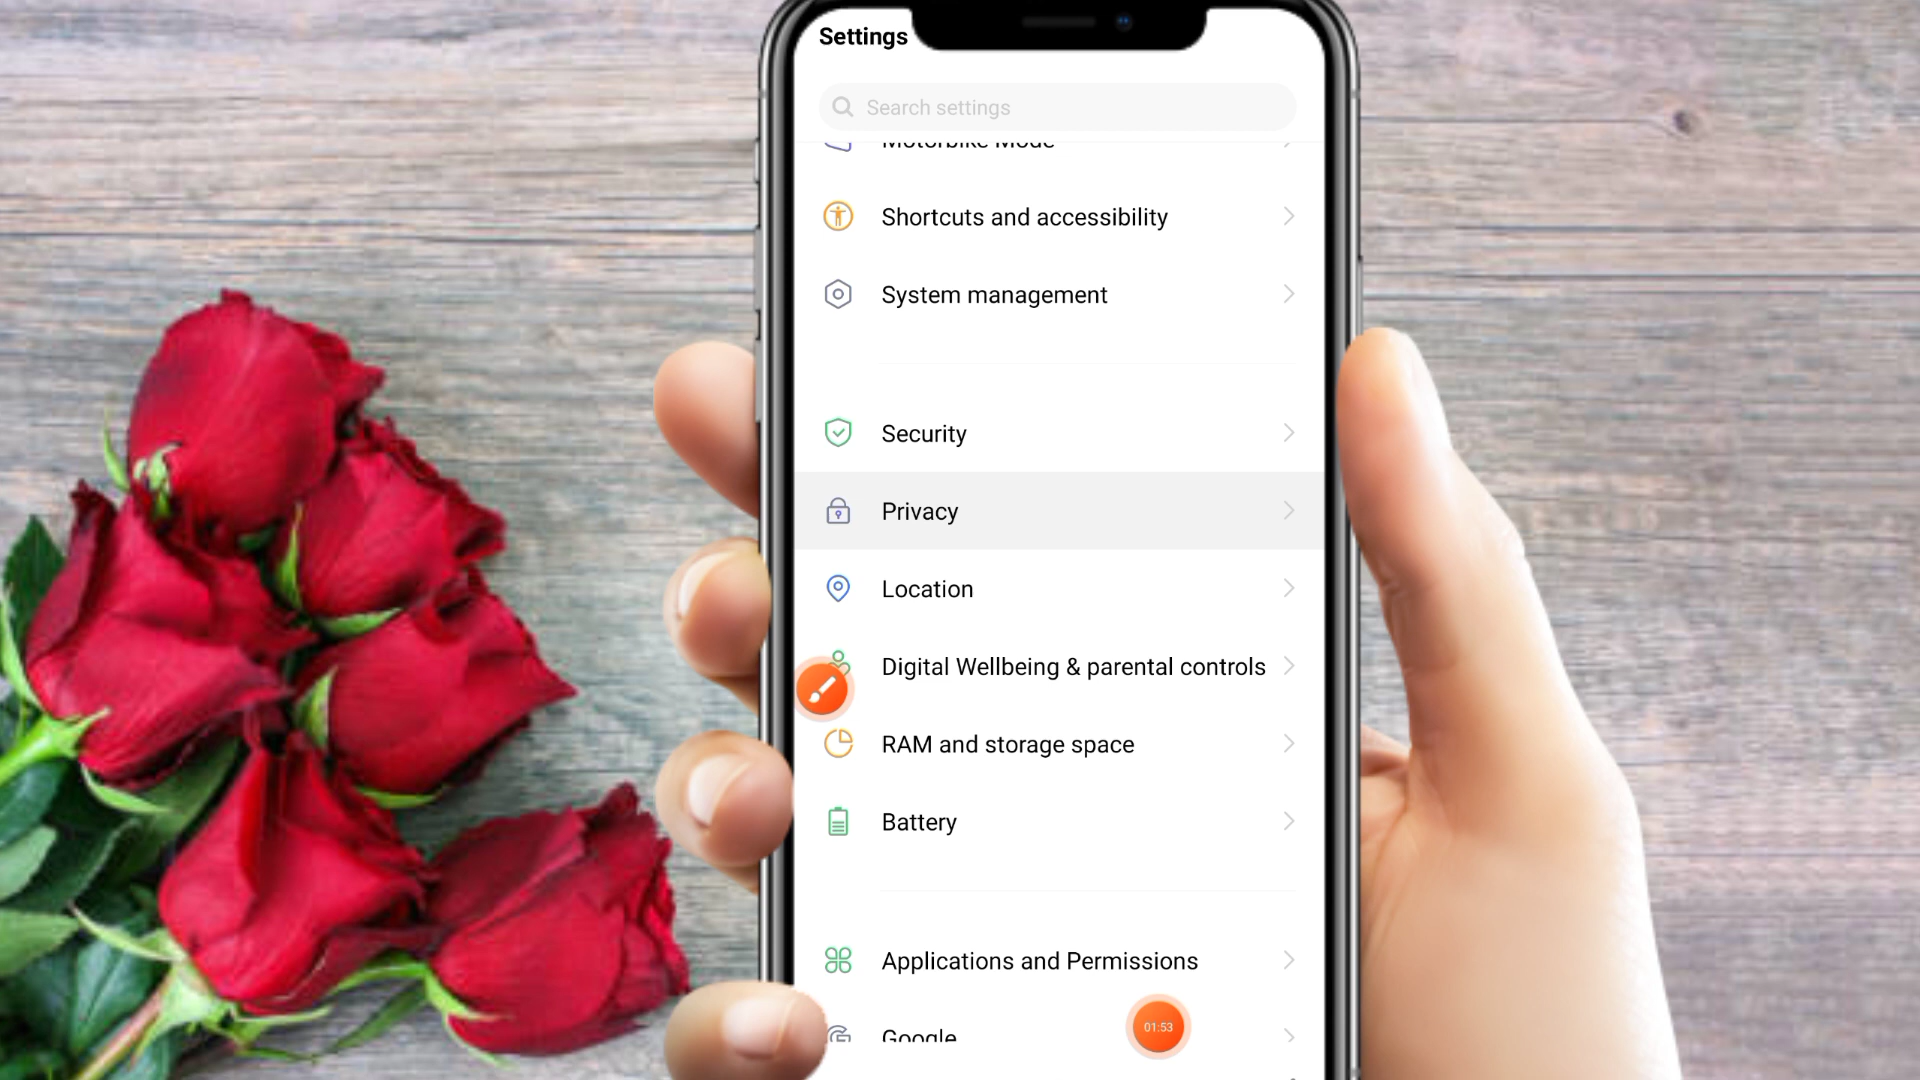 Settings
Search settings
Motorbike Mode
Shortcuts and accessibility
System management
Security
Privacy
Location
Digital Wellbeing & parental controls
RAM and storage space
Battery
Applications and Permissions
Google
01:53